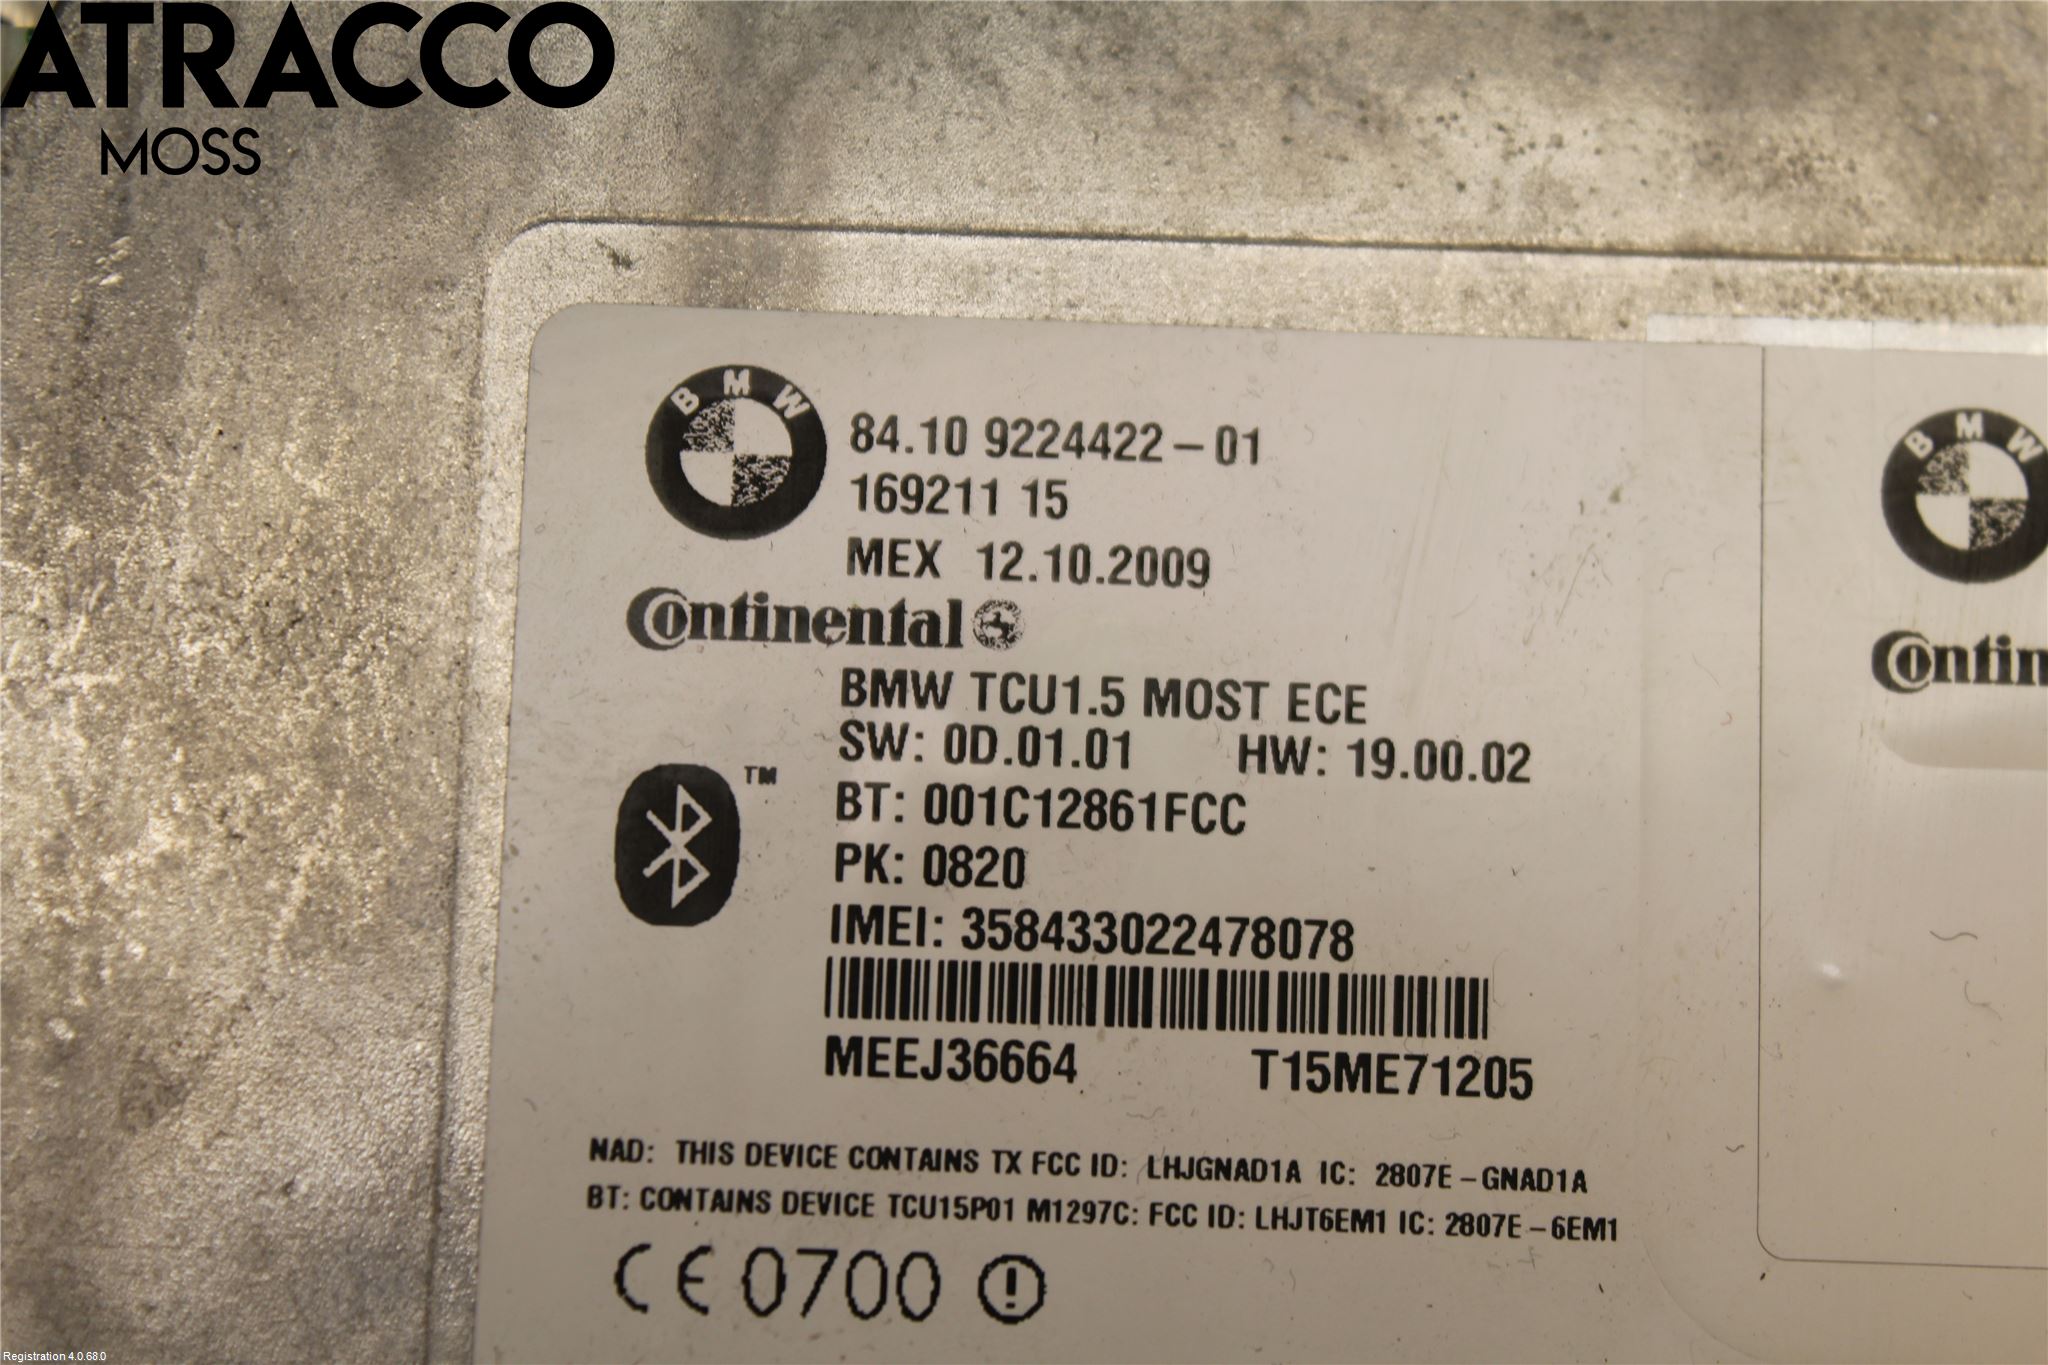 ATRACCO
MOSS
BMW
84.10 9224422-01
169211 15
MEX 12.10.2009
Continental
BMW TCU1.5 MOST ECE
SW: 0D.01.01 HW: 19.00.02
TM
BT: 001C12861FCC
PK: 0820
IMEI: 358433022478078
MEEJ36664 T15ME71205
NAD: THIS DEVICE CONTAINS TX FCC ID: LHJGNAD1A IC: 2807E-GNAD1A
BT: CONTAINS DEVICE TCU15P01 M1297C: FCC ID: LHJT6EM1 IC: 2807E-6EM1
CE 0700
BMW
Contin
Registration 4.0.68.0